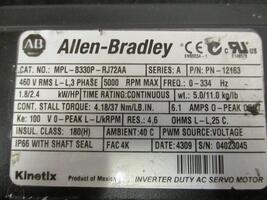 AB Allen-Bradley
CAT. NO.: MPL-B330P-RJ72AA SERIES: A P/N: PN-12163
460 V RMS L-L,3 PHASE 5000 RPM MAX F: 0-334 Hz
1.8/2.4 kW/HP TIME RATING:CONTINUOUS wt: 5.0/11.0 kg/lb
CONT. STALL TORQUE: 4.18/37 Nm/LB.IN. 6.1 AMPS 0-PEAK
Ke: 100 V 0-PEAK L-L/kRPM RES: 4,6 OHMS L-L,25 C.
INSUL. CLASS: 180(H) AMBIENT:40 C PWM SOURCE:VOLTAGE
IP66 WITH SHAFT SEAL FAC 4K DATE: 4309 S/N: 04023045
Kinetix
INVERTER DUTY AC SERVO MOTOR